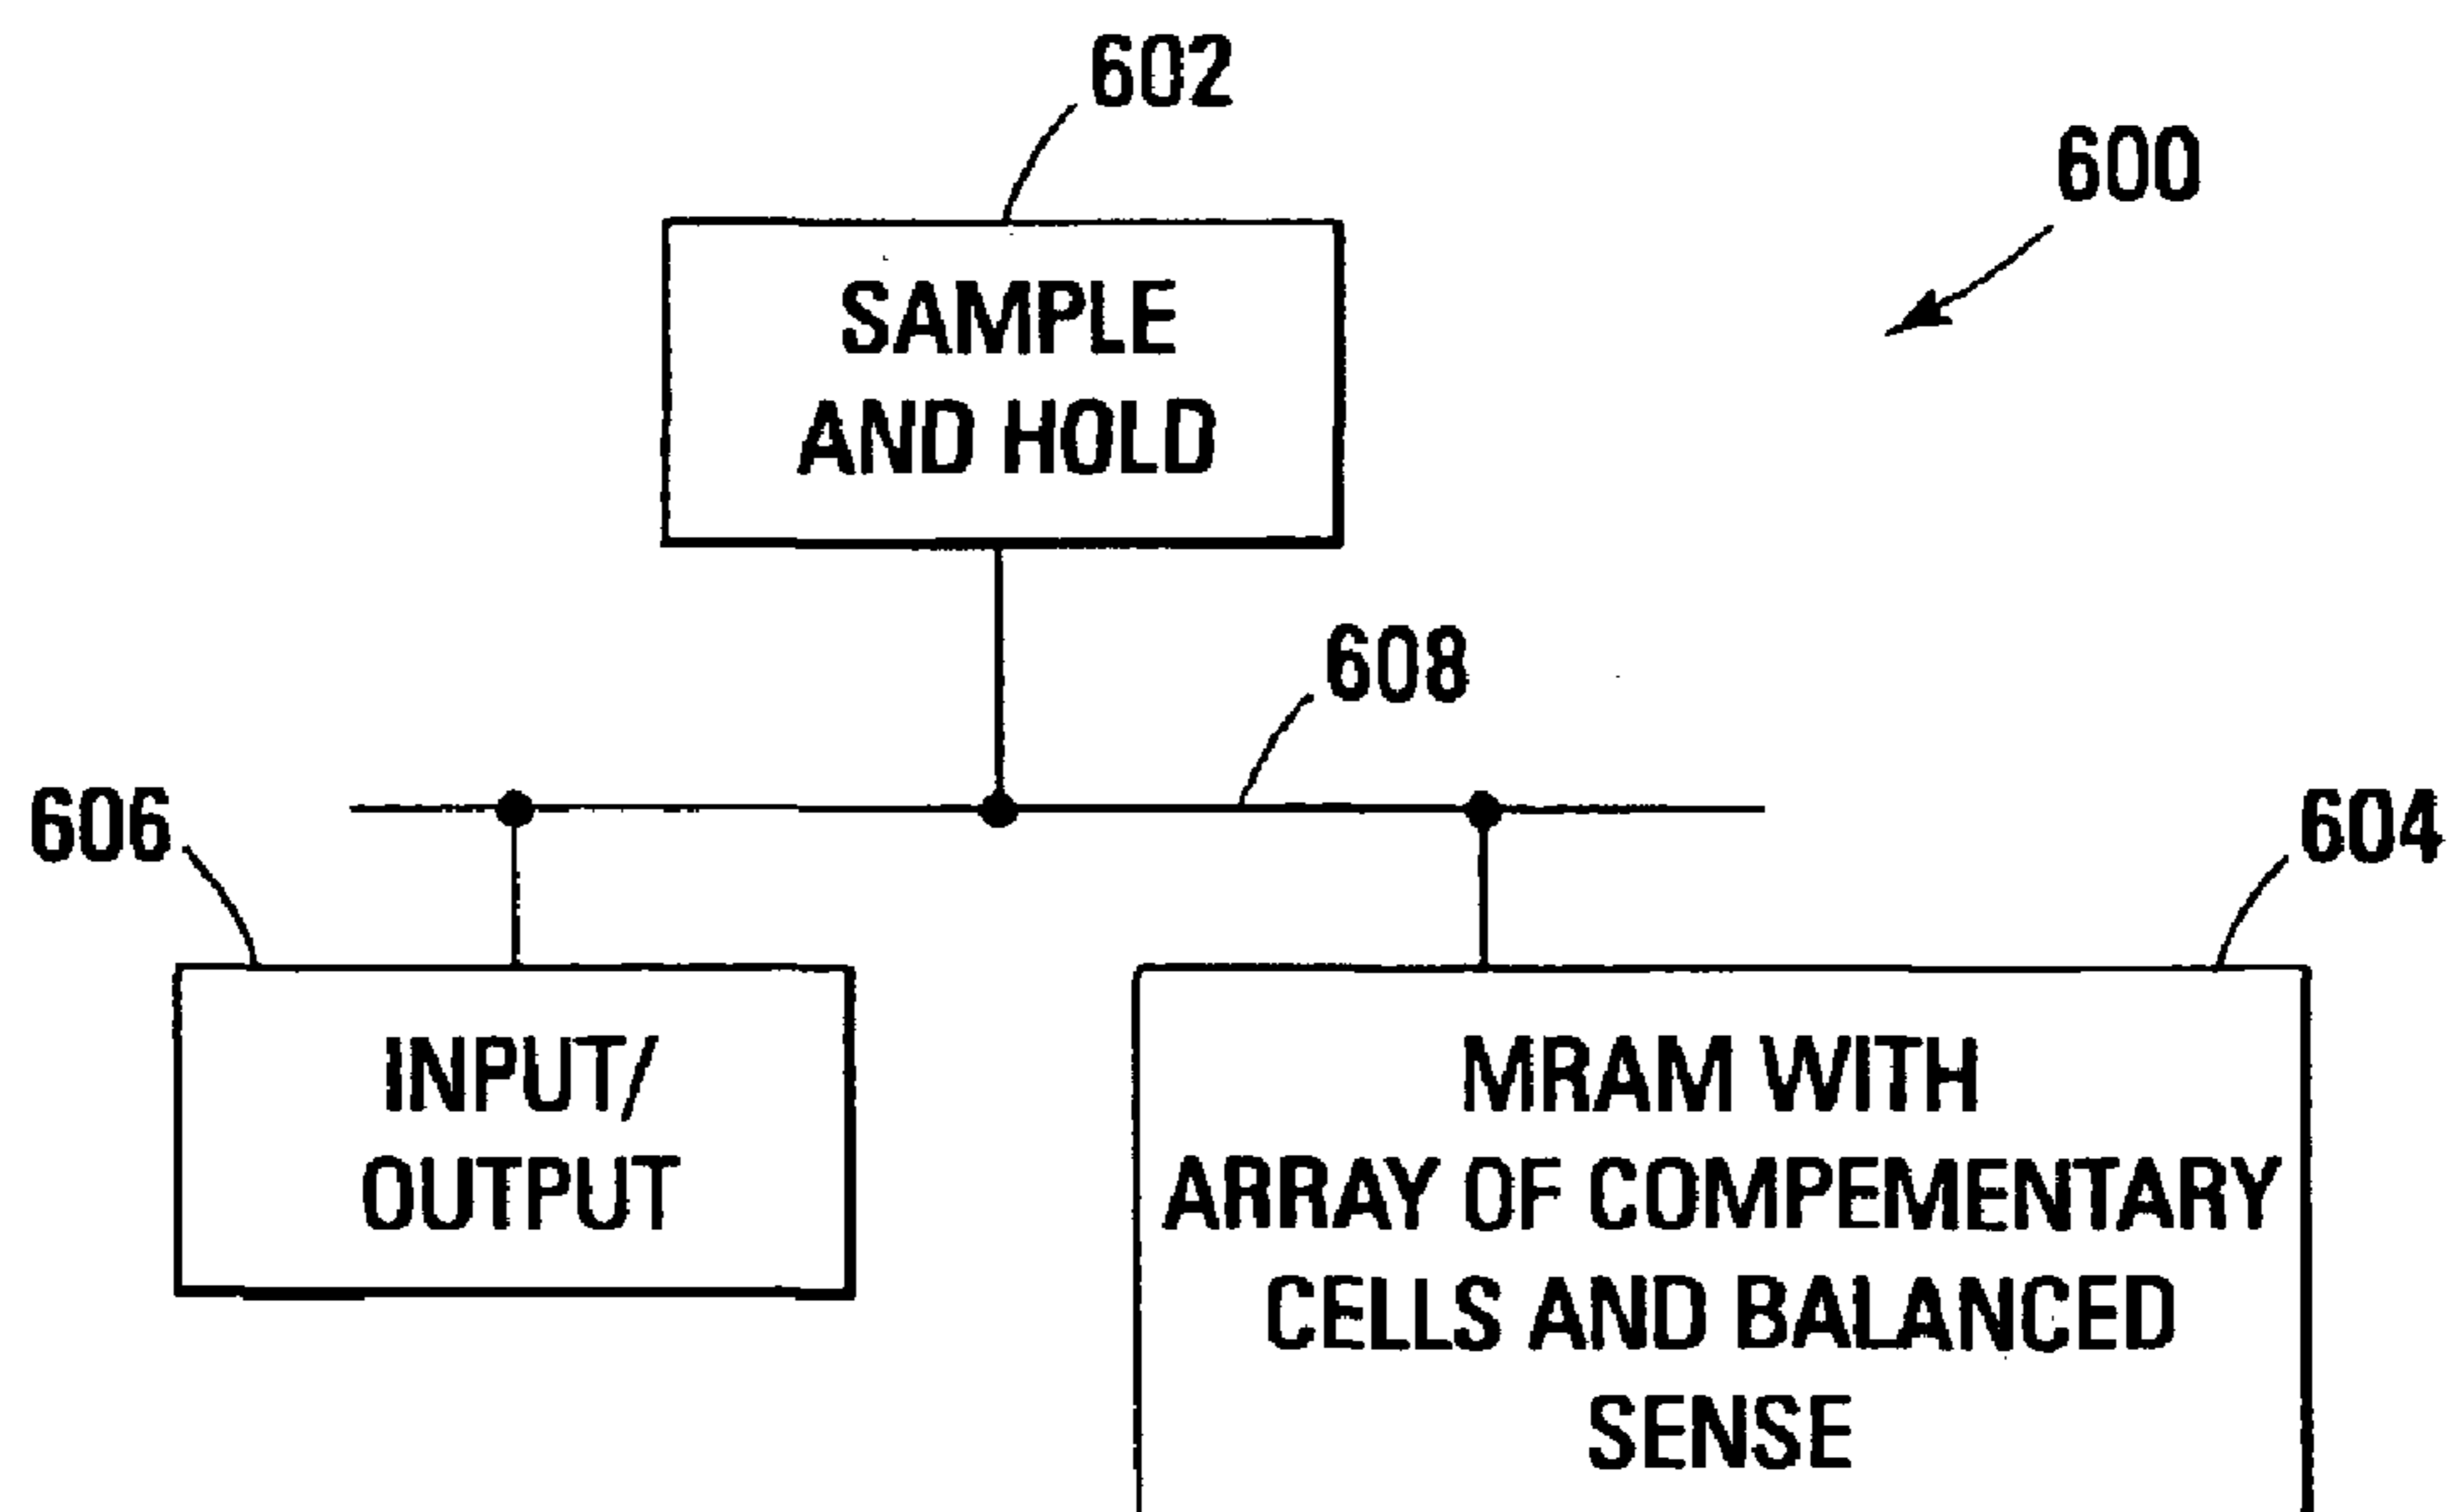 602
600
SAMPLE
AND HOLD
608
606
604
INPUT/
OUTPUT
MRAM WITH
ARRAY OF COMPEMENTARY
CELLS AND BALANCED
SENSE